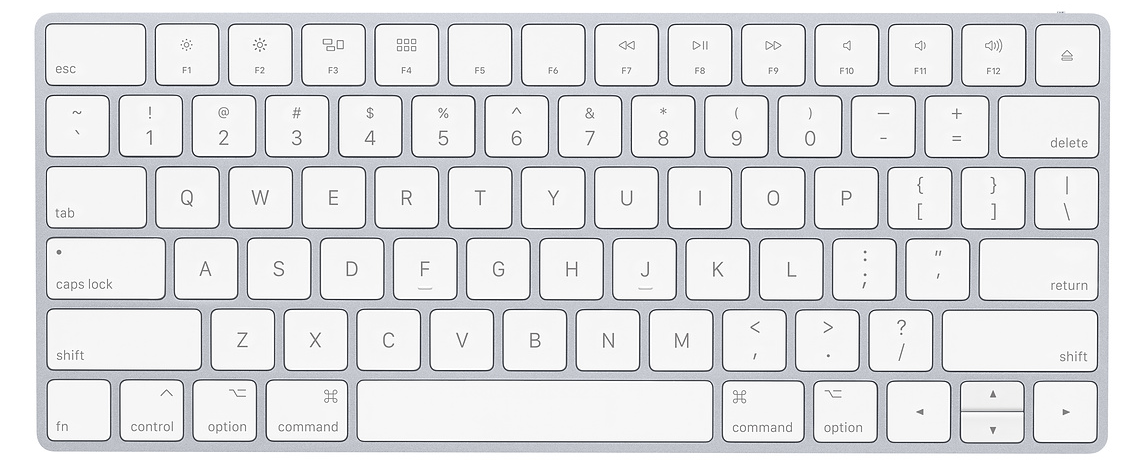 esc F1 F2 F3 F4 F5 F6 F7 F8 F9 F10 F11 F12
~ ! @ # $ % ^ & * ( ) — +
` 1 2 3 4 5 6 7 8 9 0 - = delete
tab Q W E R T Y U I O P { [ } ] | \
caps lock A S D F G H J K L : ; " ' return
shift Z X C V B N M < , > . ? / shift
fn control option command command option